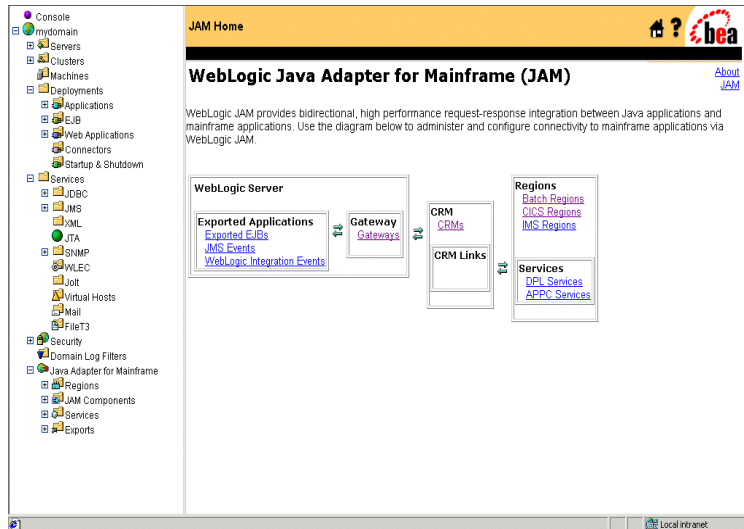 Console
mydomain
Servers
Clusters
Machines
Deployments
Applications
EJB
Web Applications
Connectors
Startup & Shutdown
Services
JDBC
JMS
XML
JTA
SNMP
WLEC
Jolt
Virtual Hosts
Mail
FileT3
Security
Domain Log Filters
Java Adapter for Mainframe
Regions
JAM Components
Services
Exports
JAM Home
?
bea
WebLogic Java Adapter for Mainframe (JAM)
About
JAM
WebLogic JAM provides bidirectional, high performance request-response integration between Java applications and
mainframe applications. Use the diagram below to administer and configure connectivity to mainframe applications via
WebLogic JAM.
WebLogic Server
Exported Applications
Exported EJBs
JMS Events
WebLogic Integration Events
Gateway
Gateways
CRM
CRMs
CRM Links
Regions
Batch Regions
CICS Regions
IMS Regions
Services
DPL Services
APPC Services
Local intranet